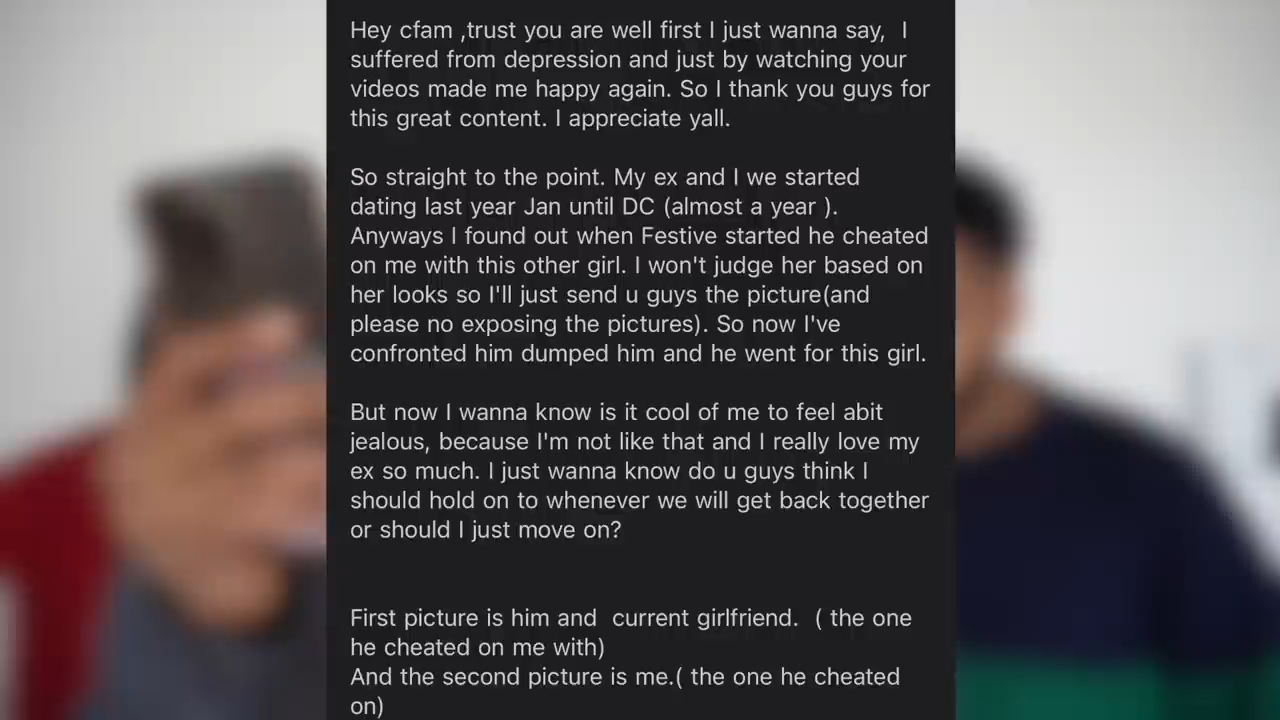 Hey cfam ,trust you are well first I just wanna say,  I
suffered from depression and just by watching your
videos made me happy again. So I thank you guys for
this great content. I appreciate yall.
So straight to the point. My ex and I we started
dating last year Jan until DC (almost a year ).
Anyways I found out when Festive started he cheated
on me with this other girl. I won't judge her based on
her looks so I'll just send u guys the picture(and
please no exposing the pictures). So now I've
confronted him dumped him and he went for this girl.
But now I wanna know is it cool of me to feel abit
jealous, because I'm not like that and I really love my
ex so much. I just wanna know do u guys think I
should hold on to whenever we will get back together
or should I just move on?
First picture is him and  current girlfriend.  ( the one
he cheated on me with)
And the second picture is me.( the one he cheated
on)